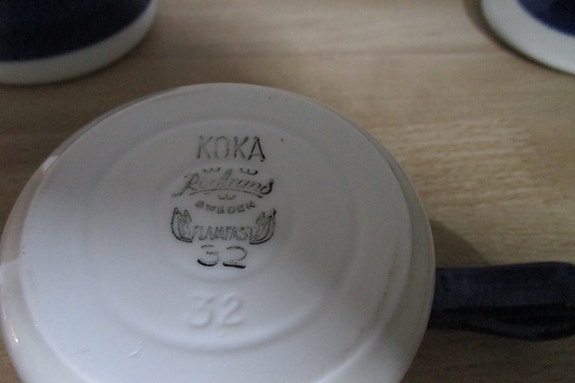 KOKA
Rörstrand
SWEDEN
FLAMFAST
32
32